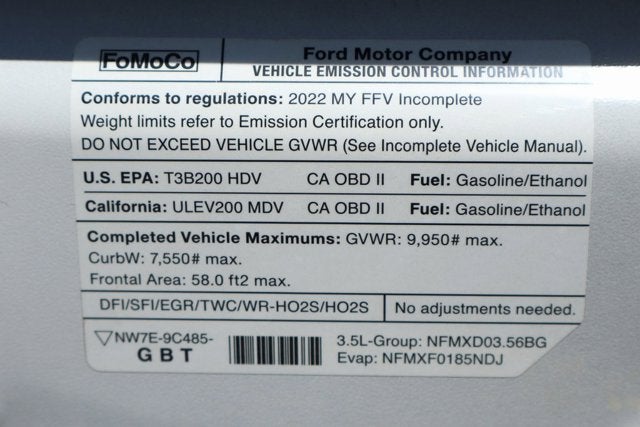 FoMoCo
Ford Motor Company
VEHICLE EMISSION CONTROL INFORMATION
Conforms to regulations: 2022 MY FFV Incomplete
Weight limits refer to Emission Certification only.
DO NOT EXCEED VEHICLE GVWR (See Incomplete Vehicle Manual).
U.S. EPA: T3B200 HDV CA OBD II Fuel: Gasoline/Ethanol
California: ULEV200 MDV CA OBD II Fuel: Gasoline/Ethanol
Completed Vehicle Maximums: GVWR: 9,950# max.
CurbW: 7,550# max.
Frontal Area: 58.0 ft2 max.
DFI/SFI/EGR/TWC/WR-HO2S/HO2S No adjustments needed.
NW7E-9C485-
GBT
3.5L-Group: NFMXD03.56BG
Evap: NFMXF0185NDJ